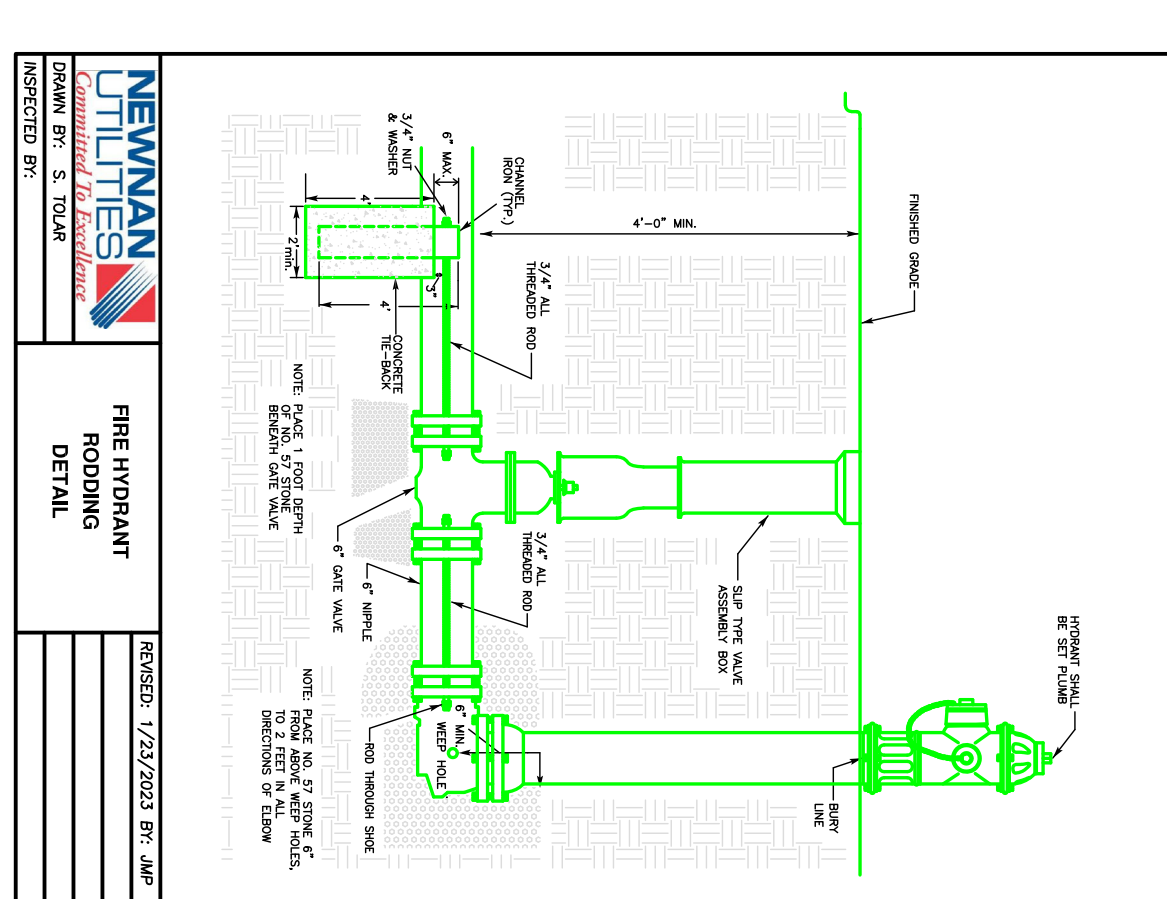 HYDRANT SHALL
BE SET PLUMB
FINISHED GRADE
BURY
LINE
4'-0" MIN.
SLIP TYPE VALVE
ASSEMBLY BOX
3/4" ALL
THREADED ROD
3/4" ALL
THREADED ROD
CHANNEL
IRON (TYP.)
6" MAX.
3/4" NUT
& WASHER
4'
2'min.
3"
4'
CONCRETE
TIE-BACK
6" MIN.
WEEP HOLE
6" NIPPLE
6" GATE VALVE
ROD THROUGH SHOE
NOTE: PLACE 1 FOOT DEPTH
OF NO. 57 STONE
BENEATH GATE VALVE
NOTE: PLACE NO. 57 STONE 6"
FROM ABOVE WEEP HOLES,
TO 2 FEET IN ALL
DIRECTIONS OF ELBOW
NEWNAN
UTILITIES
Committed To Excellence
DRAWN BY: S. TOLAR
INSPECTED BY:
FIRE HYDRANT
RODDING
DETAIL
REVISED: 1/23/2023 BY: JMP